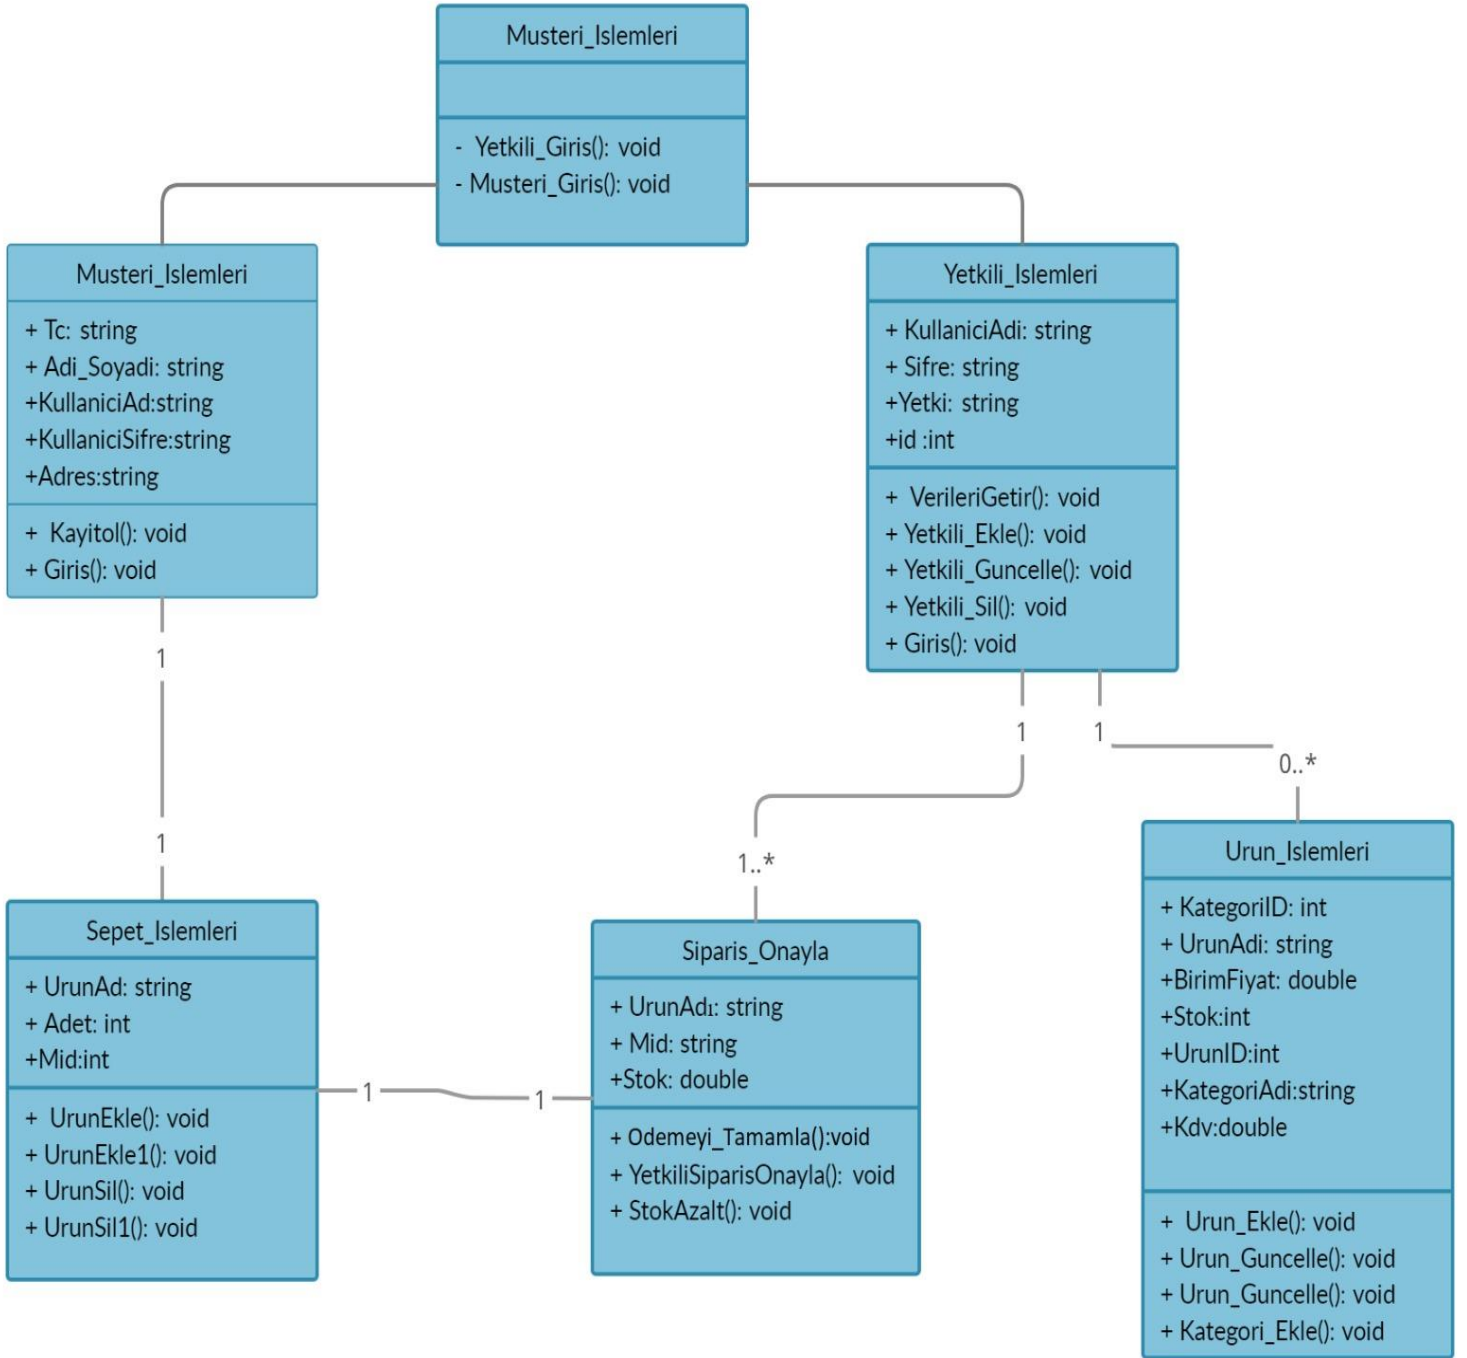 Musteri_Islemleri
- Yetkili_Giris(): void
- Musteri_Giris(): void
Musteri_Islemleri
+ Tc: string
+ Adi_Soyadi: string
+KullaniciAd:string
+KullaniciSifre:string
+Adres:string
+ Kayitol(): void
+ Giris(): void
Yetkili_Islemleri
+ KullaniciAdi: string
+ Sifre: string
+Yetki: string
+id :int
+ VerileriGetir(): void
+ Yetkili_Ekle(): void
+ Yetkili_Guncelle(): void
+ Yetkili_Sil(): void
+ Giris(): void
1
1
1
1
0..*
1..*
Sepet_Islemleri
+ UrunAd: string
+ Adet: int
+Mid:int
+ UrunEkle(): void
+ UrunEkle1(): void
+ UrunSil(): void
+ UrunSil1(): void
1
1
Siparis_Onayla
+ UrunAdı: string
+ Mid: string
+Stok: double
+ Odemeyi_Tamamla():void
+ YetkiliSiparisOnayla(): void
+ StokAzalt(): void
Urun_Islemleri
+ KategoriID: int
+ UrunAdi: string
+BirimFiyat: double
+Stok:int
+UrunID:int
+KategoriAdi:string
+Kdv:double
+ Urun_Ekle(): void
+ Urun_Guncelle(): void
+ Urun_Guncelle(): void
+ Kategori_Ekle(): void